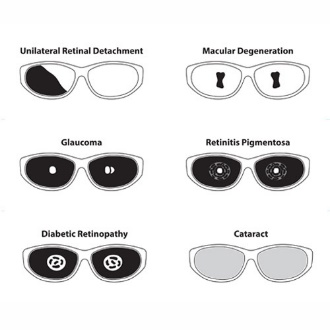 Unilateral Retinal Detachment
Macular Degeneration
Glaucoma
Retinitis Pigmentosa
Diabetic Retinopathy
Cataract